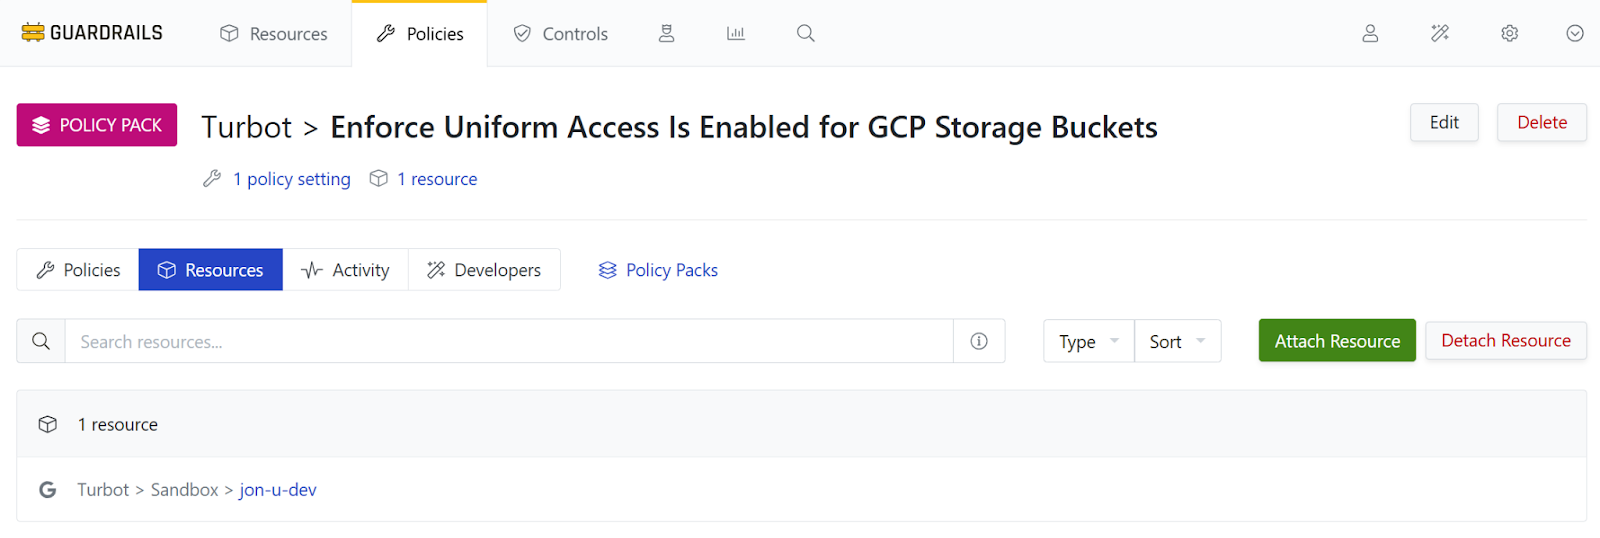 GUARDRAILS Resources Policies Controls
POLICY PACK Turbot > Enforce Uniform Access Is Enabled for GCP Storage Buckets Edit Delete
1 policy setting 1 resource
Policies Resources Activity Developers Policy Packs
Search resources... Type Sort Attach Resource Detach Resource
1 resource
Turbot > Sandbox > jon-u-dev